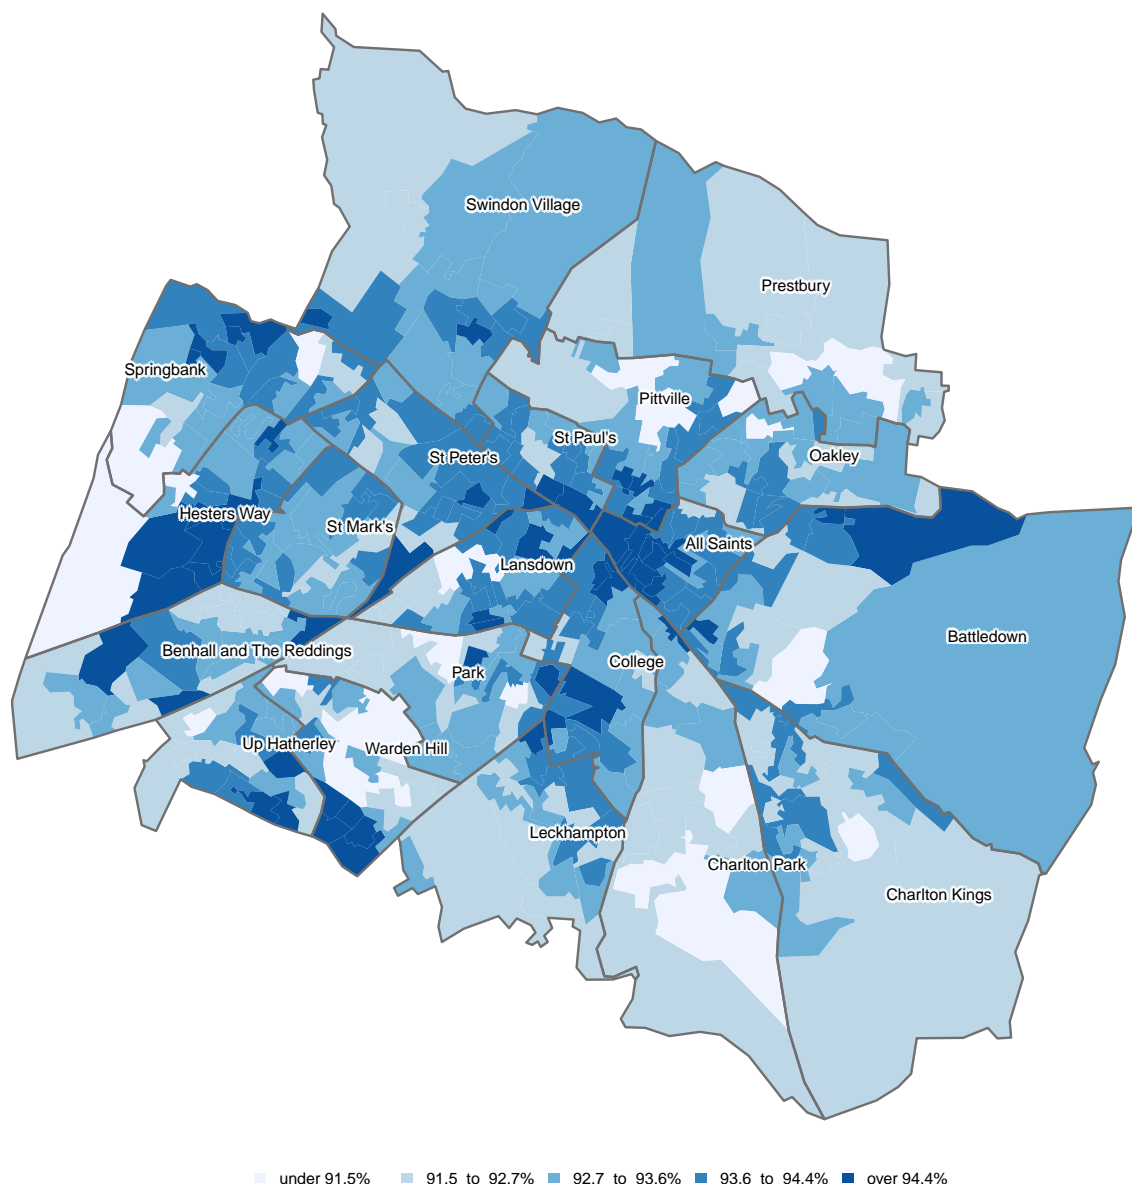 Swindon Village
Prestbury
Springbank
Pittville
St Paul's
St Peter's
Oakley
Hesters Way
St Mark's
All Saints
Lansdown
Battledown
Benhall and The Reddings
College
Park
Up Hatherley
Warden Hill
Leckhampton
Charlton Park
Charlton Kings
under 91.5% 91.5 to 92.7% 92.7 to 93.6% 93.6 to 94.4% over 94.4%